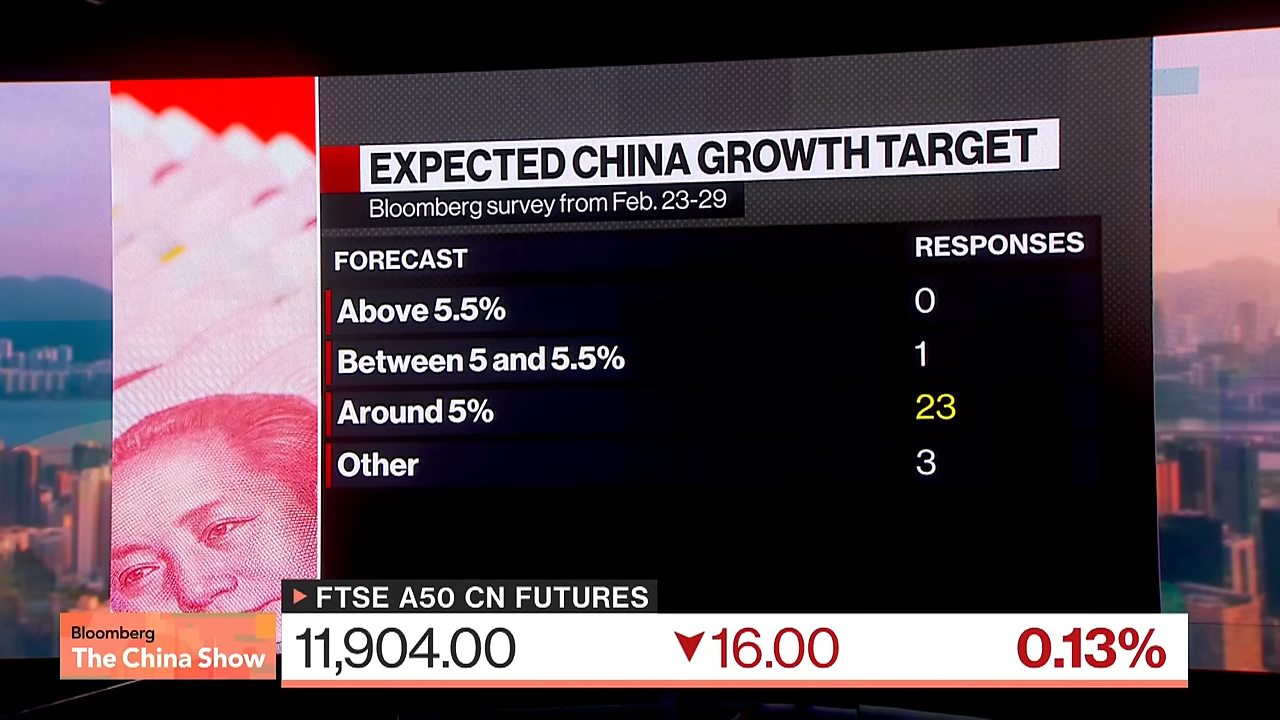 EXPECTED CHINA GROWTH TARGET
Bloomberg survey from Feb. 23-29
FORECAST RESPONSES
Above 5.5% 0
Between 5 and 5.5% 1
Around 5% 23
Other 3
FTSE A50 CN FUTURES
Bloomberg
The China Show
11,904.00 ▼16.00 0.13%